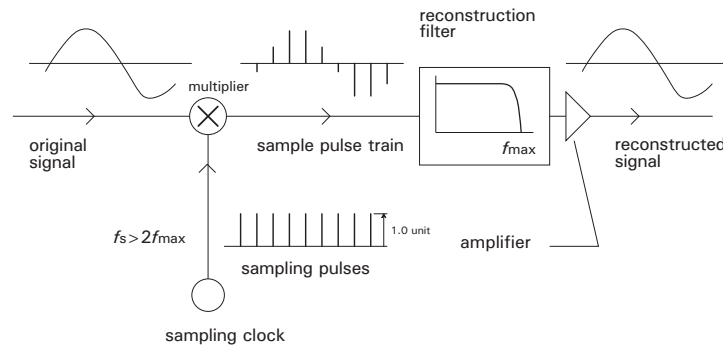 reconstruction
filter
multiplier
original
signal
sample pulse train
fmax
reconstructed
signal
fs>2fmax
1.0 unit
amplifier
sampling pulses
sampling clock